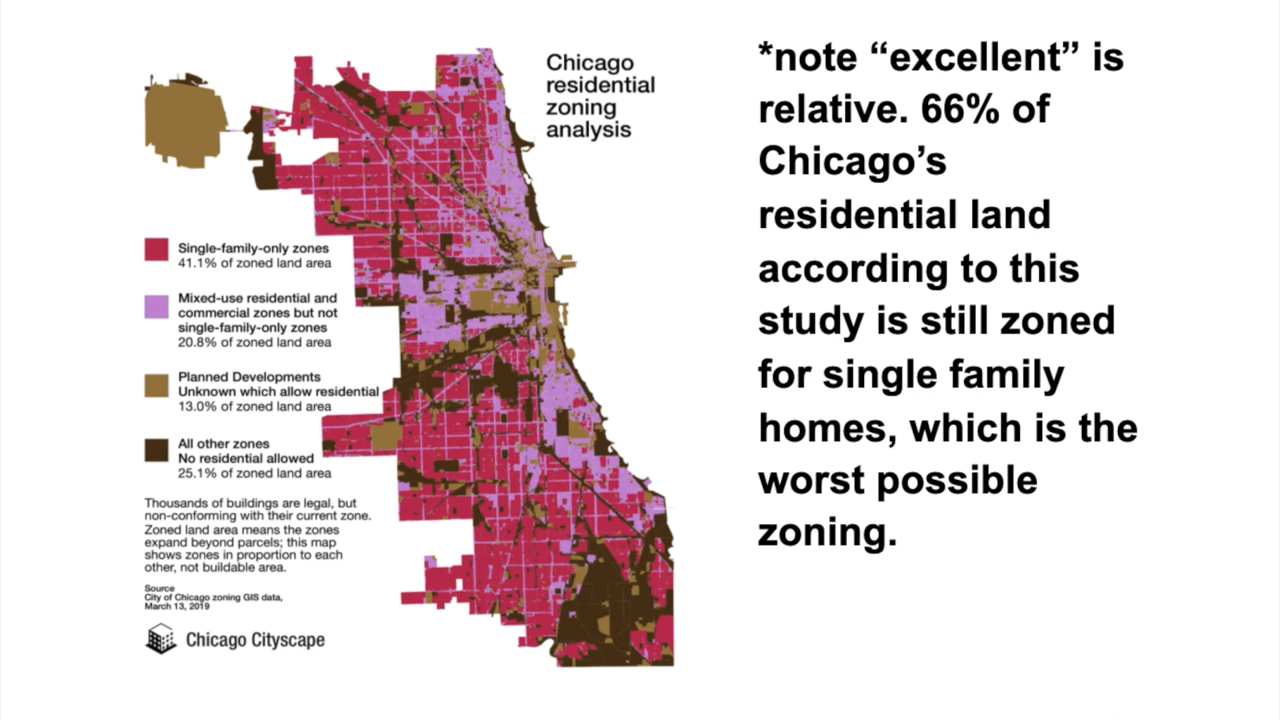 Chicago
residential
zoning
analysis
Single-family-only zones
41.1% of zoned land area
Mixed-use residential and
commercial zones but not
single-family-only zones
20.8% of zoned land area
Planned Developments
Unknown which allow residential
13.0% of zoned land area
All other zones
No residential allowed
25.1% of zoned land area
Thousands of buildings are legal, but
non-conforming with their current zone.
Zoned land area means the zones
expand beyond parcels; this map
shows zones in proportion to each
other, not buildable area.
Source
City of Chicago zoning GIS data,
March 13, 2019
Chicago Cityscape
*note “excellent” is
relative. 66% of
Chicago’s
residential land
according to this
study is still zoned
for single family
homes, which is the
worst possible
zoning.